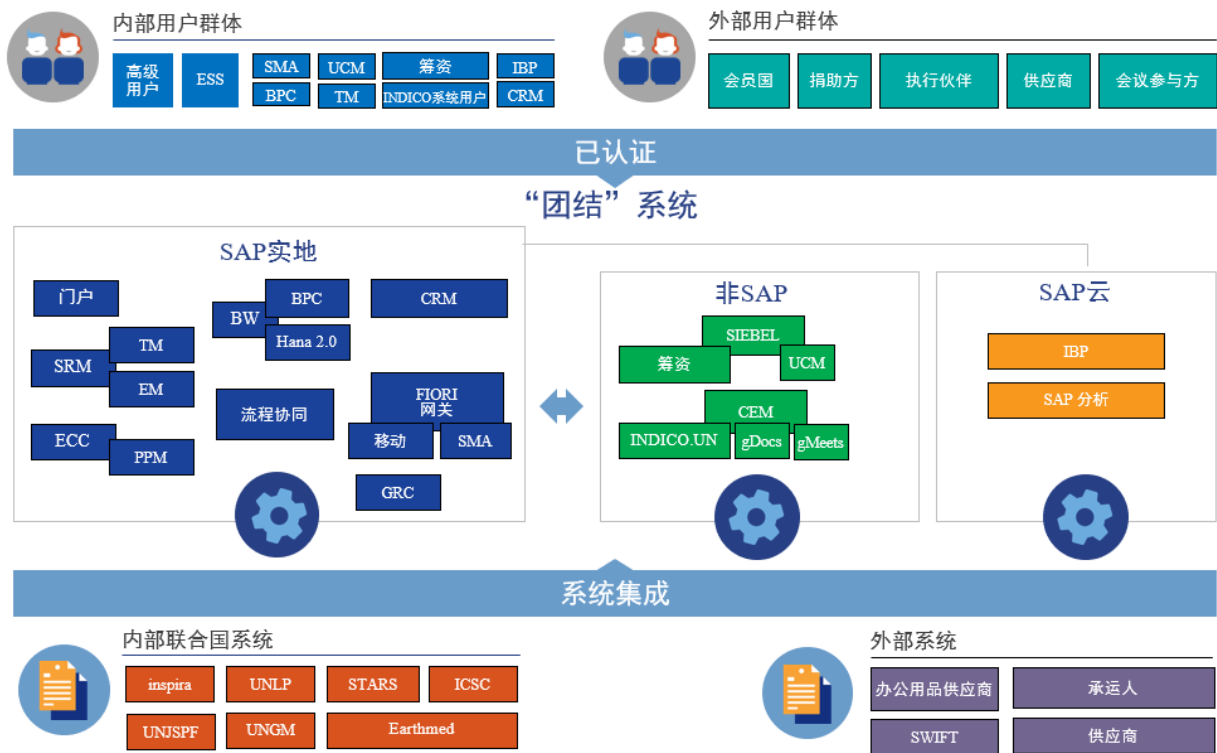 内部用户群体
高级
用户
ESS
SMA
UCM
筹资
IBP
BPC
TM
INDICO系统用户
CRM
外部用户群体
会员国
捐助方
执行伙伴
供应商
会议参与方
已认证
“团结”系统
SAP实地
门户
BW
BPC
Hana 2.0
CRM
SRM
TM
EM
流程协同
FIORI
网关
移动
SMA
ECC
PPM
GRC
非SAP
SIEBEL
筹资
UCM
CEM
INDICO.UN
gDocs
gMeets
SAP云
IBP
SAP 分析
系统集成
内部联合国系统
inspira
UNLP
STARS
ICSC
UNJSPF
UNGM
Earthmed
外部系统
办公用品供应商
承运人
SWIFT
供应商